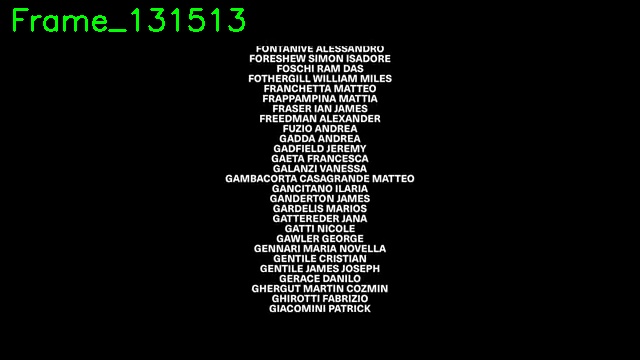 Frame_131513
FONTANIVE ALESSANDRO
FORESHEW SIMON ISADORE
FOSCHI RAM DAS
FOTHERGILL WILLIAM MILES
FRANCHETTA MATTEO
FRAPPAMPINA MATTIA
FRASER IAN JAMES
FREEDMAN ALEXANDER
FUZIO ANDREA
GADDA ANDREA
GADFIELD JEREMY
GAETA FRANCESCA
GALANZI VANESSA
GAMBACORTA CASAGRANDE MATTEO
GANCITANO ILARIA
GANDERTON JAMES
GARDELIS MARIOS
GATTEREDER JANA
GATTI NICOLE
GAWLER GEORGE
GENNARI MARIA NOVELLA
GENTILE CRISTIAN
GENTILE JAMES JOSEPH
GERACE DANILO
GHERGUT MARTIN COZMIN
GHIROTTI FABRIZIO
GIACOMINI PATRICK